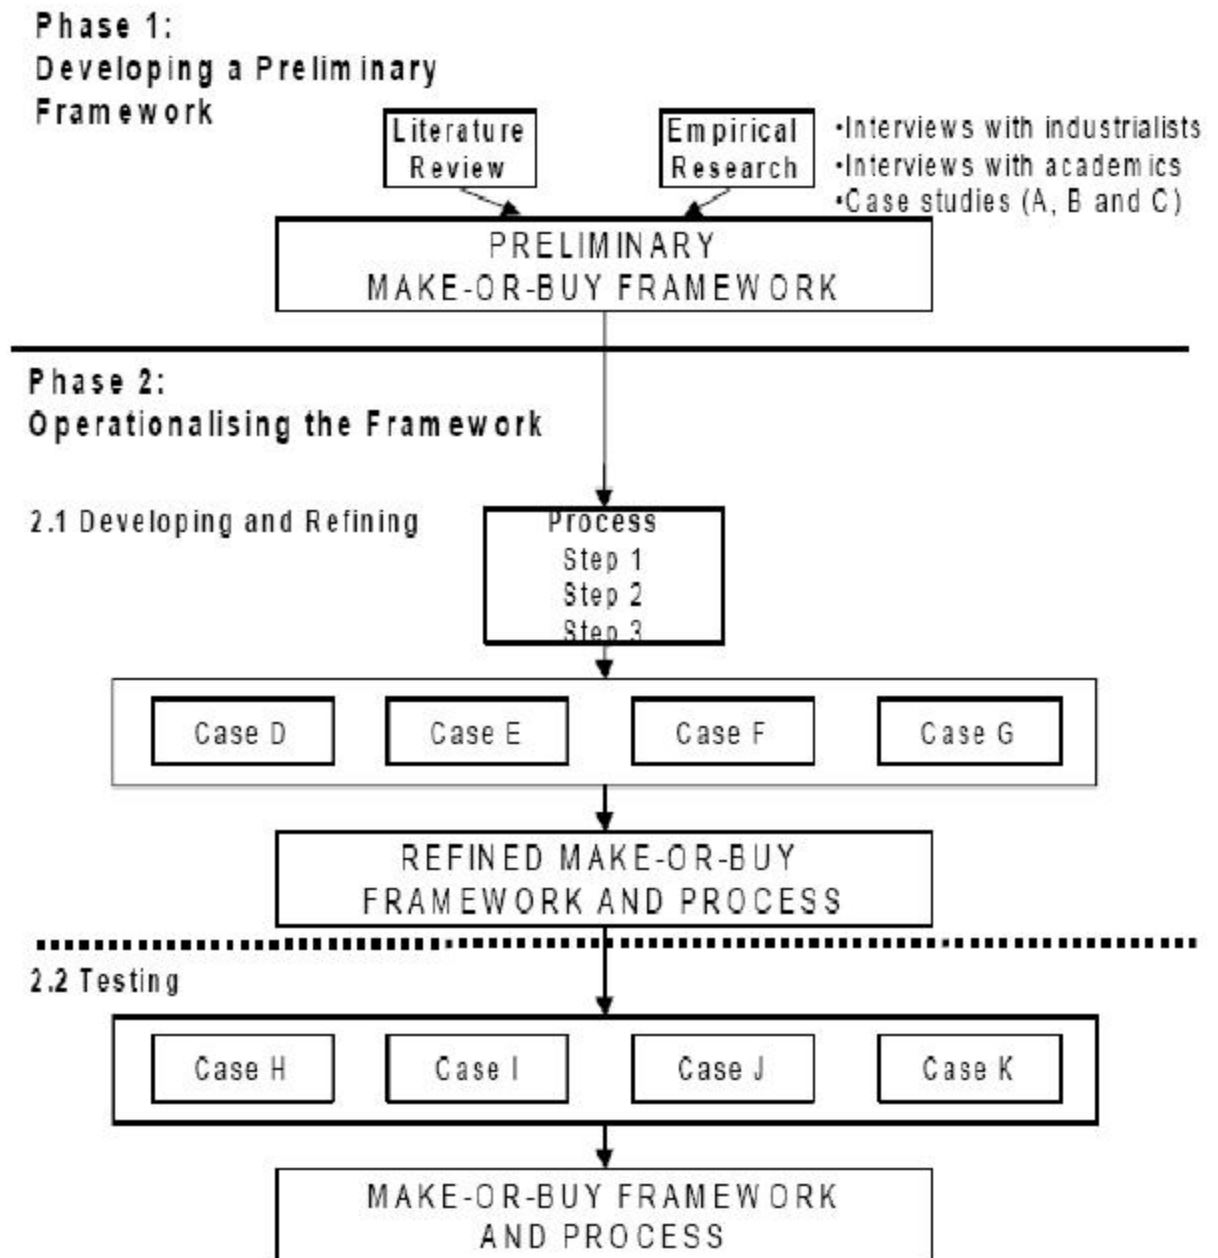 Phase 1:
Developing a Preliminary
Framework
Literature
Review
Empirical
Research
•Interviews with industrialists
•Interviews with academics
•Case studies (A, B and C)
PRELIMINARY
MAKE-OR-BUY FRAMEWORK
Phase 2:
Operationalising the Framework
2.1 Developing and Refining
Process
Step 1
Step 2
Step 3
Case D
Case E
Case F
Case G
REFINED MAKE-OR-BUY
FRAMEWORK AND PROCESS
2.2 Testing
Case H
Case I
Case J
Case K
MAKE-OR-BUY FRAMEWORK
AND PROCESS